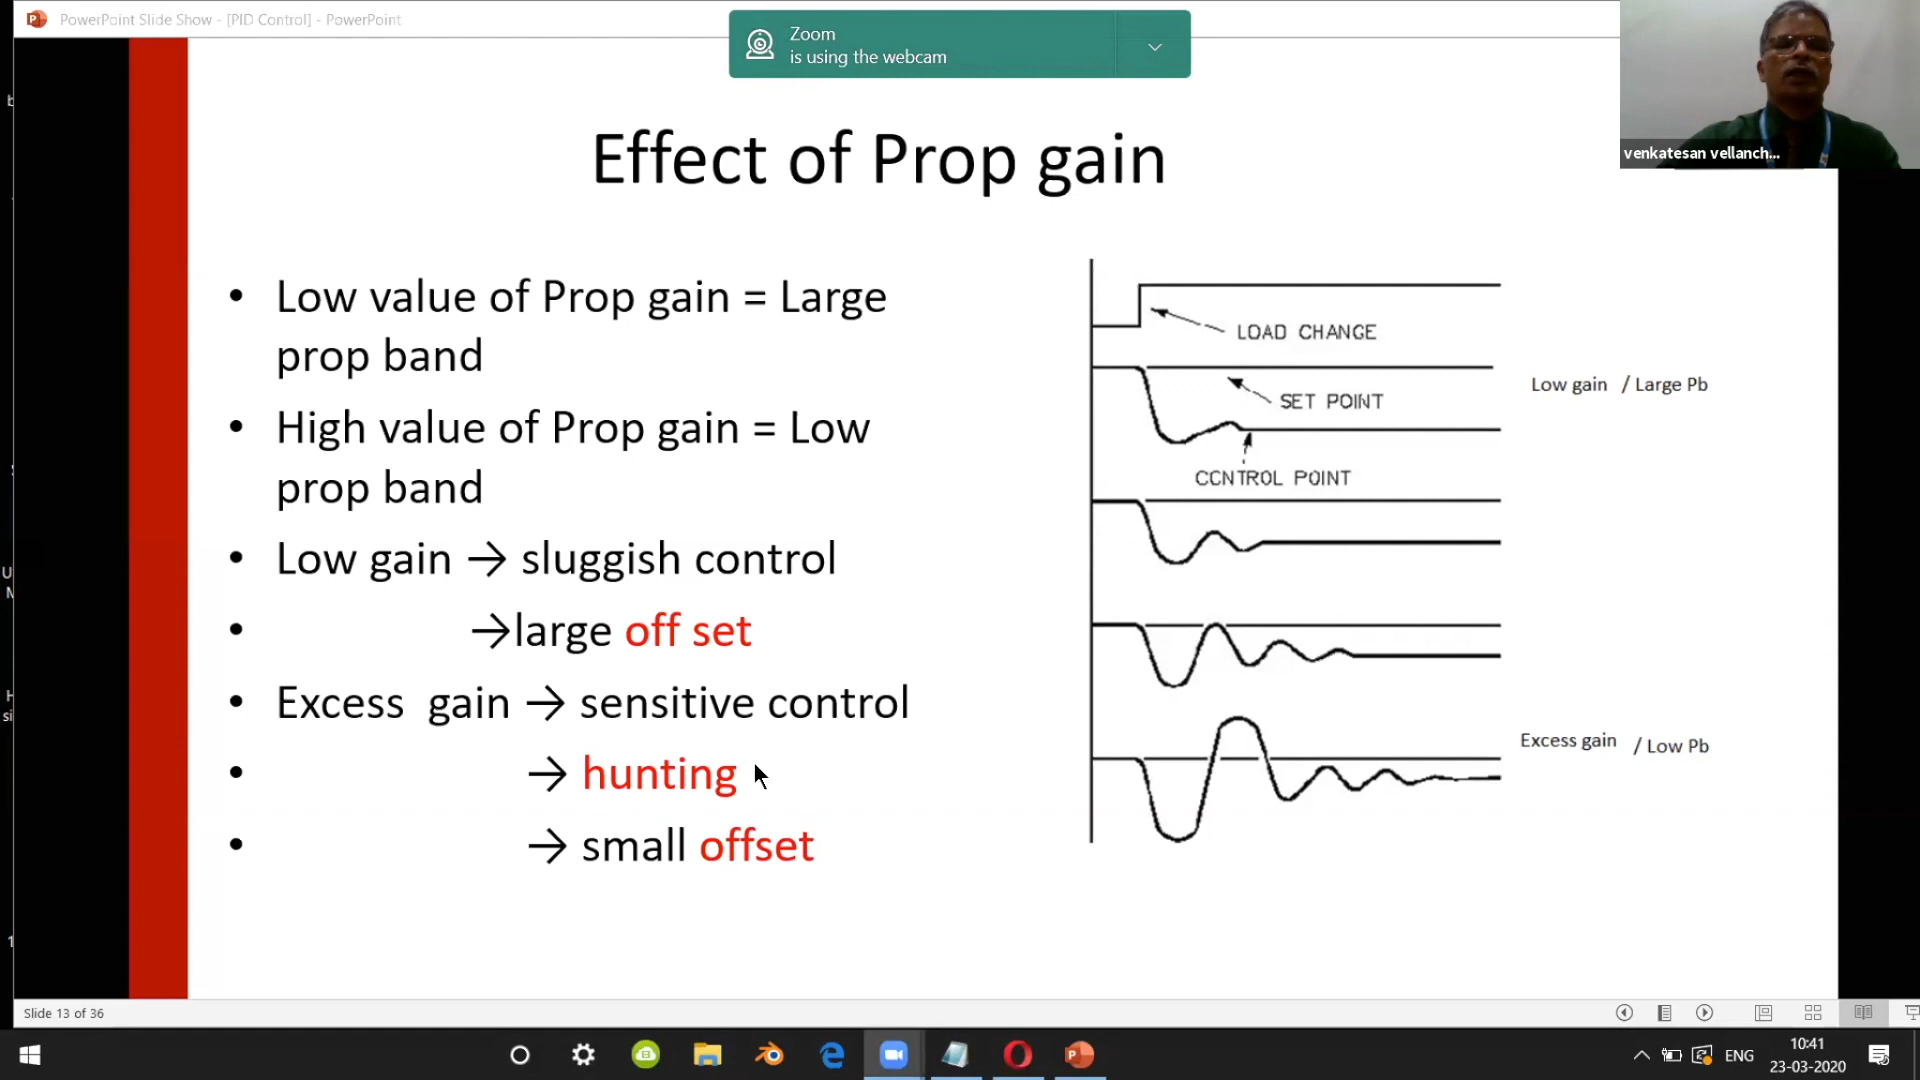 PowerPoint Slide Show - [PID Control] - PowerPoint
Zoom
is using the webcam
venkatesan vellanch...
Effect of Prop gain
• Low value of Prop gain = Large
prop band
• High value of Prop gain = Low
prop band
• Low gain → sluggish control
• →large off set
• Excess gain → sensitive control
• → hunting
• → small offset
LOAD CHANGE
SET POINT
Low gain / Large Pb
CCNTROL POINT
Excess gain / Low Pb
Slide 13 of 36
ENG
10:41
23-03-2020